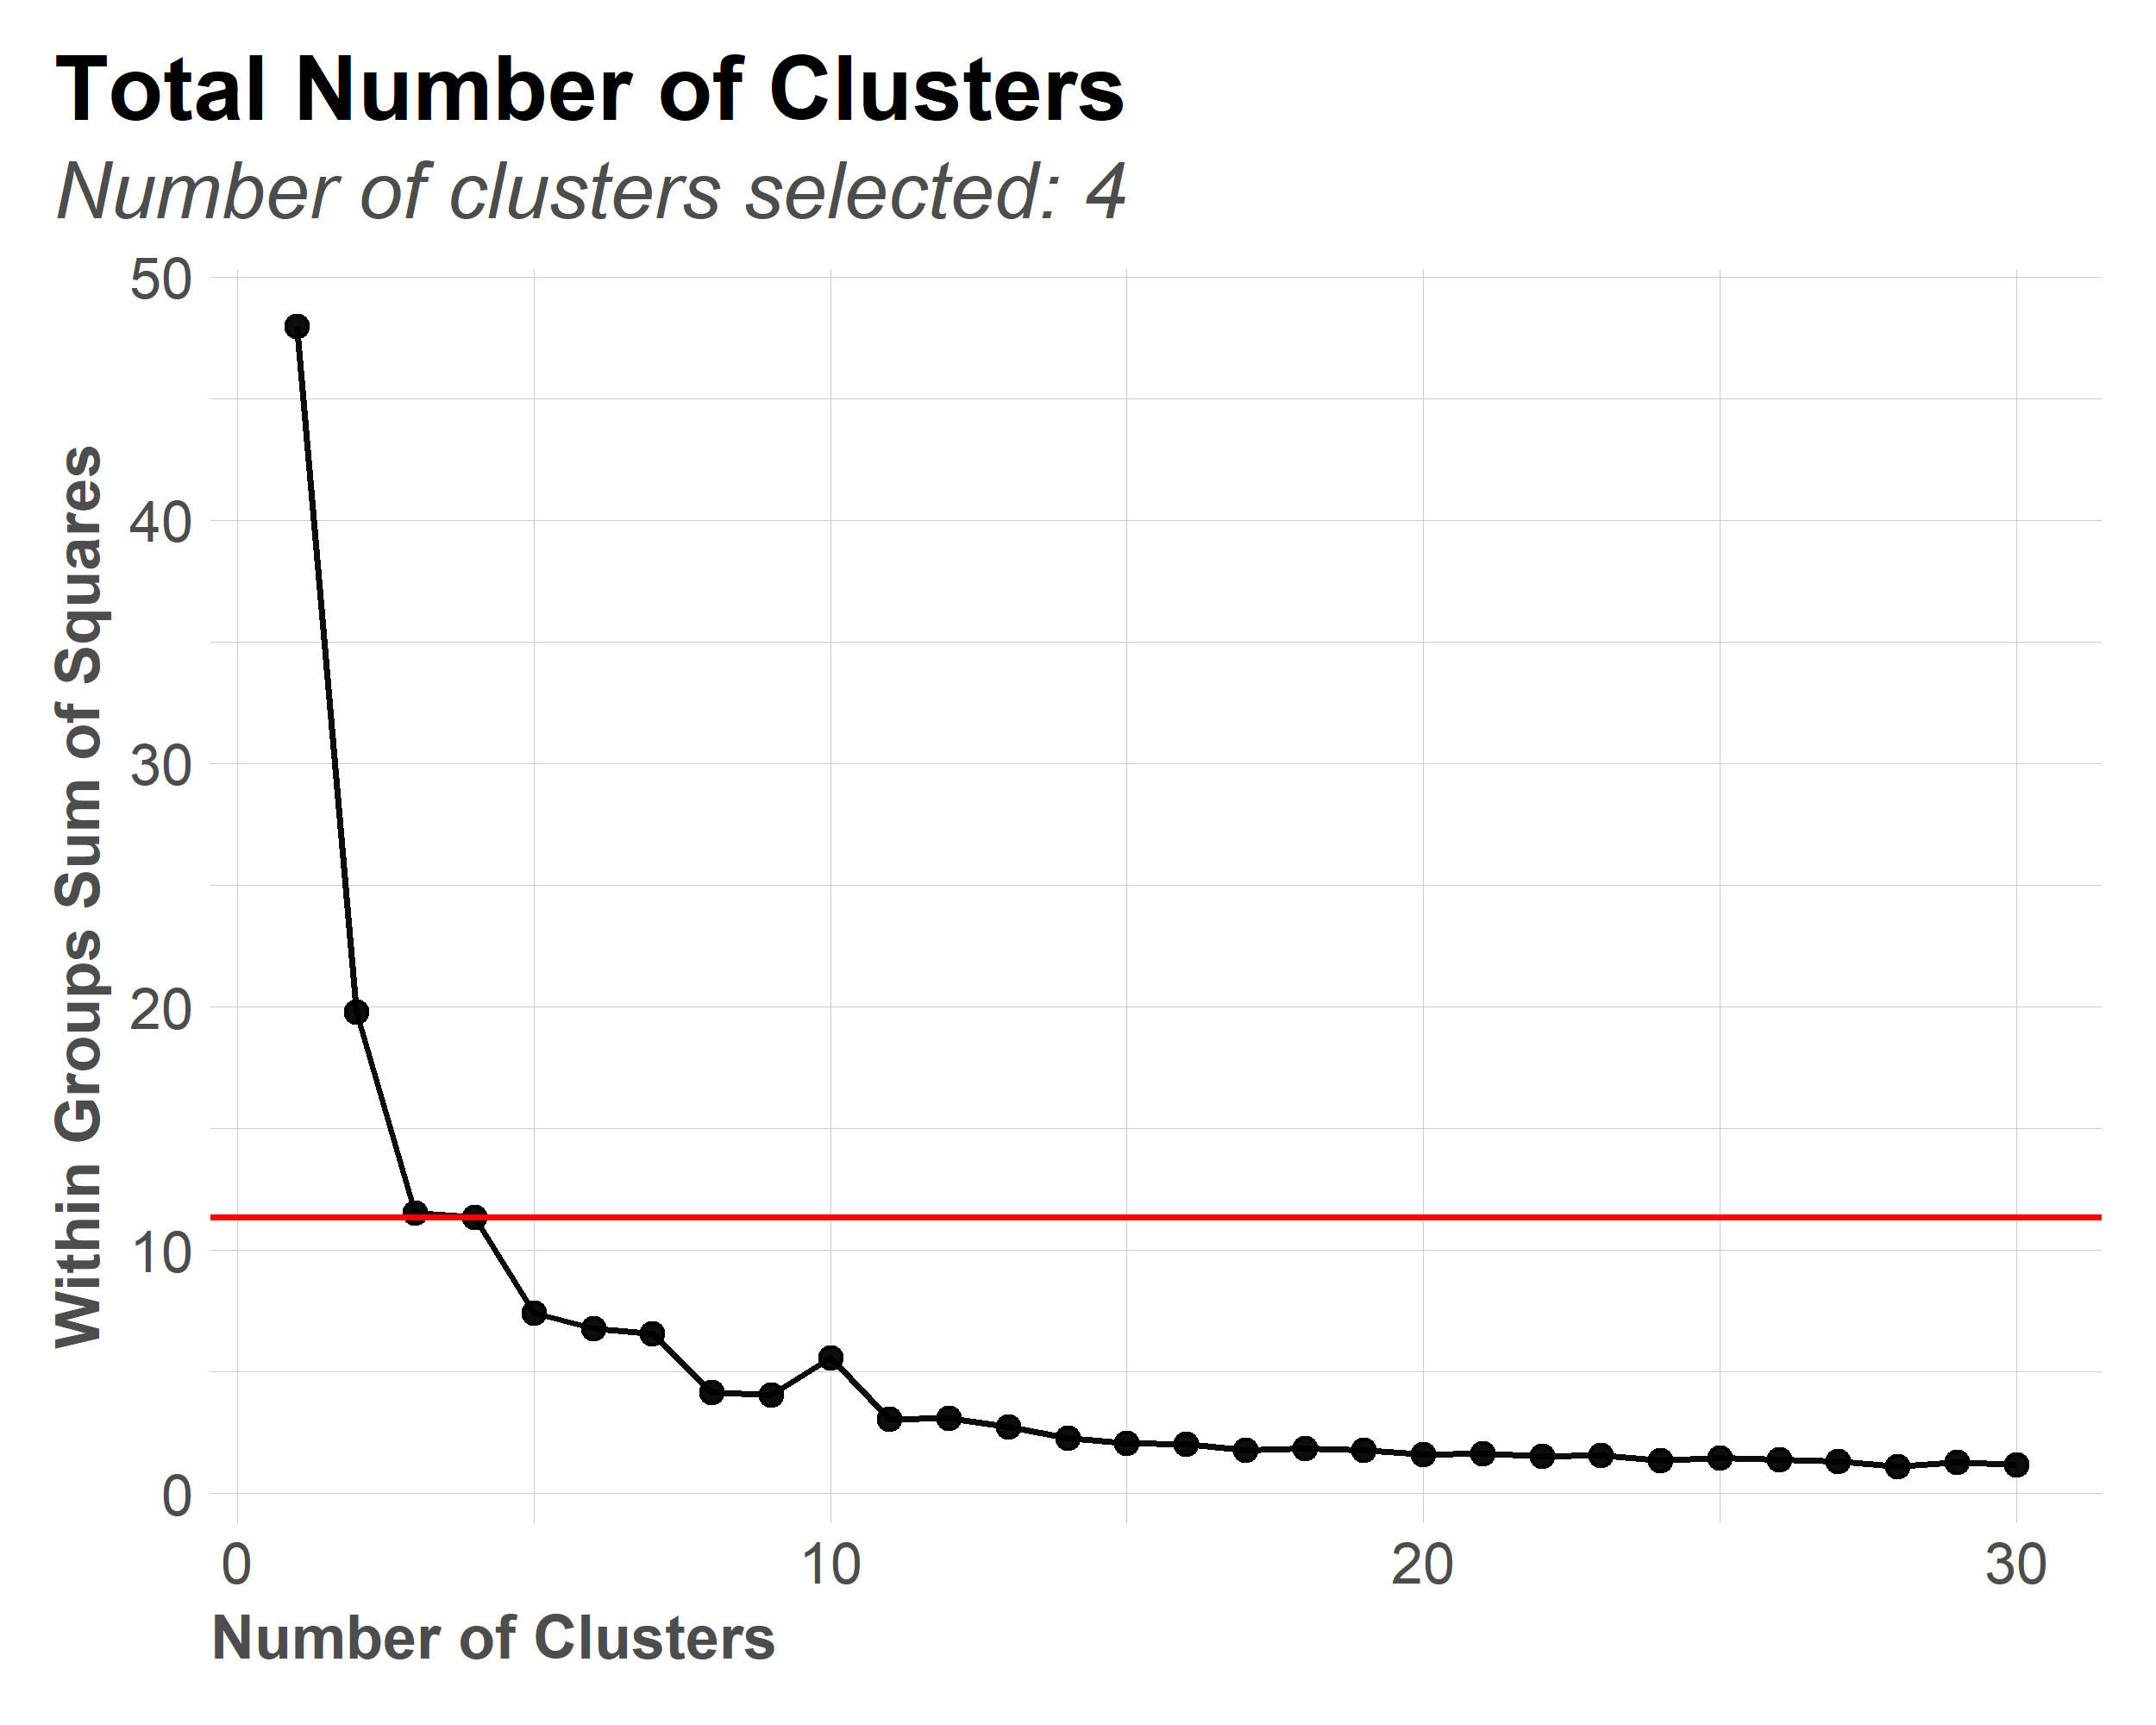 Total Number of Clusters
Number of clusters selected: 4
Within Groups Sum of Squares
50
40
30
20
10
0
0 10 20 30
Number of Clusters